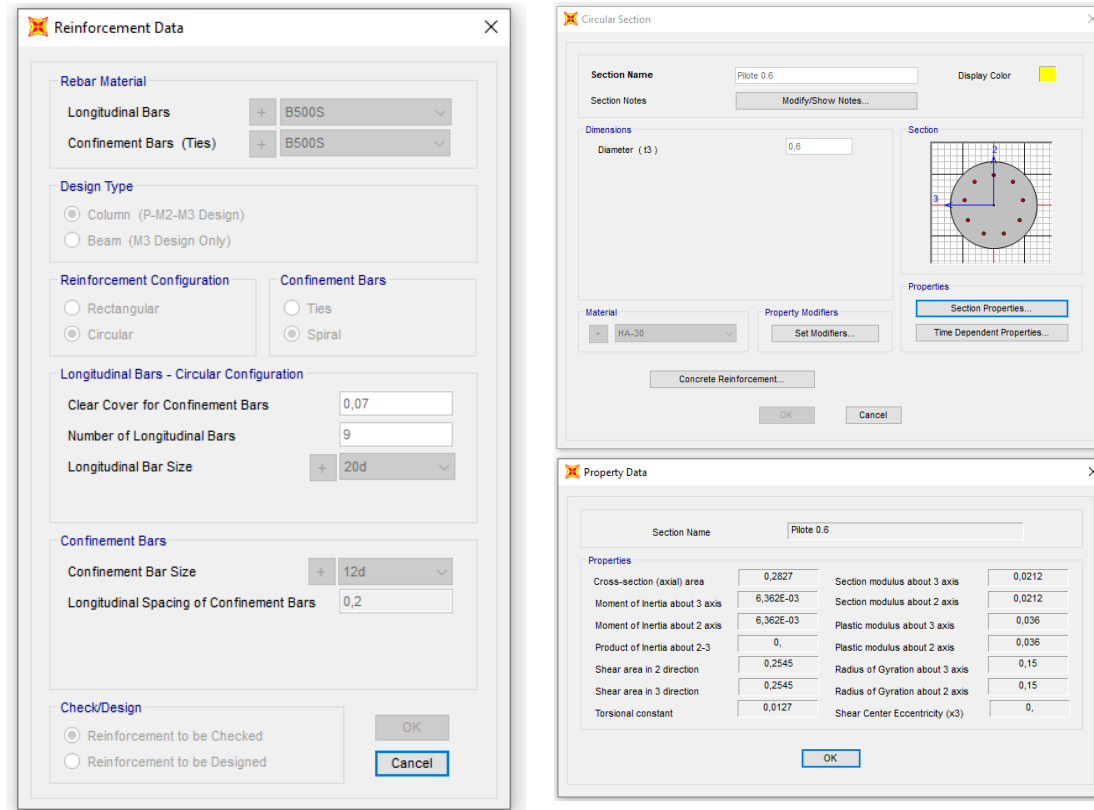 Reinforcement Data
Rebar Material
Longitudinal Bars + B500S
Confinement Bars (Ties) + B500S
Design Type
Column (P-M2-M3 Design)
Beam (M3 Design Only)
Reinforcement Configuration
Rectangular
Circular
Confinement Bars
Ties
Spiral
Longitudinal Bars - Circular Configuration
Clear Cover for Confinement Bars 0,07
Number of Longitudinal Bars 9
Longitudinal Bar Size + 20d
Confinement Bars
Confinement Bar Size + 12d
Longitudinal Spacing of Confinement Bars 0,2
Check/Design
Reinforcement to be Checked
Reinforcement to be Designed
OK
Cancel
Circular Section
Section Name Pilote 0.6 Display Color
Section Notes Modify/Show Notes...
Dimensions
Diameter ( t3 ) 0,6
Section
2
3
Properties
Section Properties...
Time Dependent Properties...
Material
+ HA-30
Property Modifiers
Set Modifiers...
Concrete Reinforcement...
OK Cancel
Property Data
Section Name Pilote 0.6
Properties
Cross-section (axial) area 0,2827 Section modulus about 3 axis 0,0212
Moment of Inertia about 3 axis 6,362E-03 Section modulus about 2 axis 0,0212
Moment of Inertia about 2 axis 6,362E-03 Plastic modulus about 3 axis 0,036
Product of Inertia about 2-3 0, Plastic modulus about 2 axis 0,036
Shear area in 2 direction 0,2545 Radius of Gyration about 3 axis 0,15
Shear area in 3 direction 0,2545 Radius of Gyration about 2 axis 0,15
Torsional constant 0,0127 Shear Center Eccentricity (x3) 0,
OK